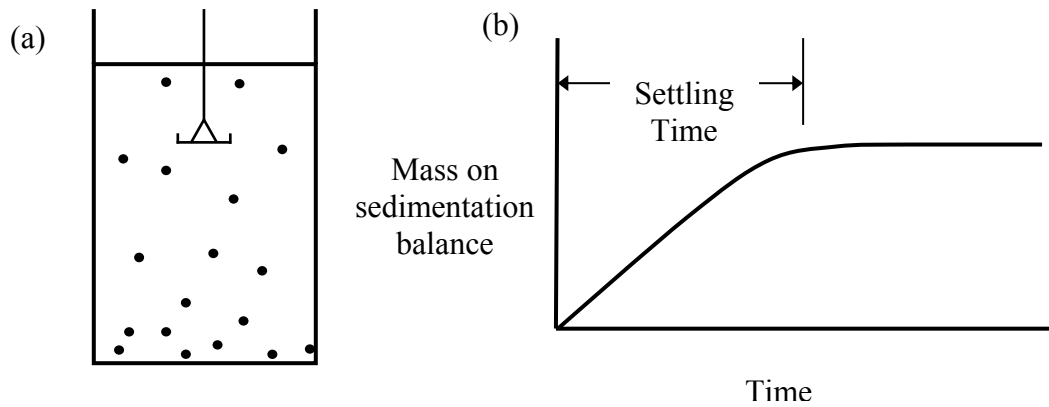 (a)
(b)
Settling
Time
Mass on
sedimentation
balance
Time